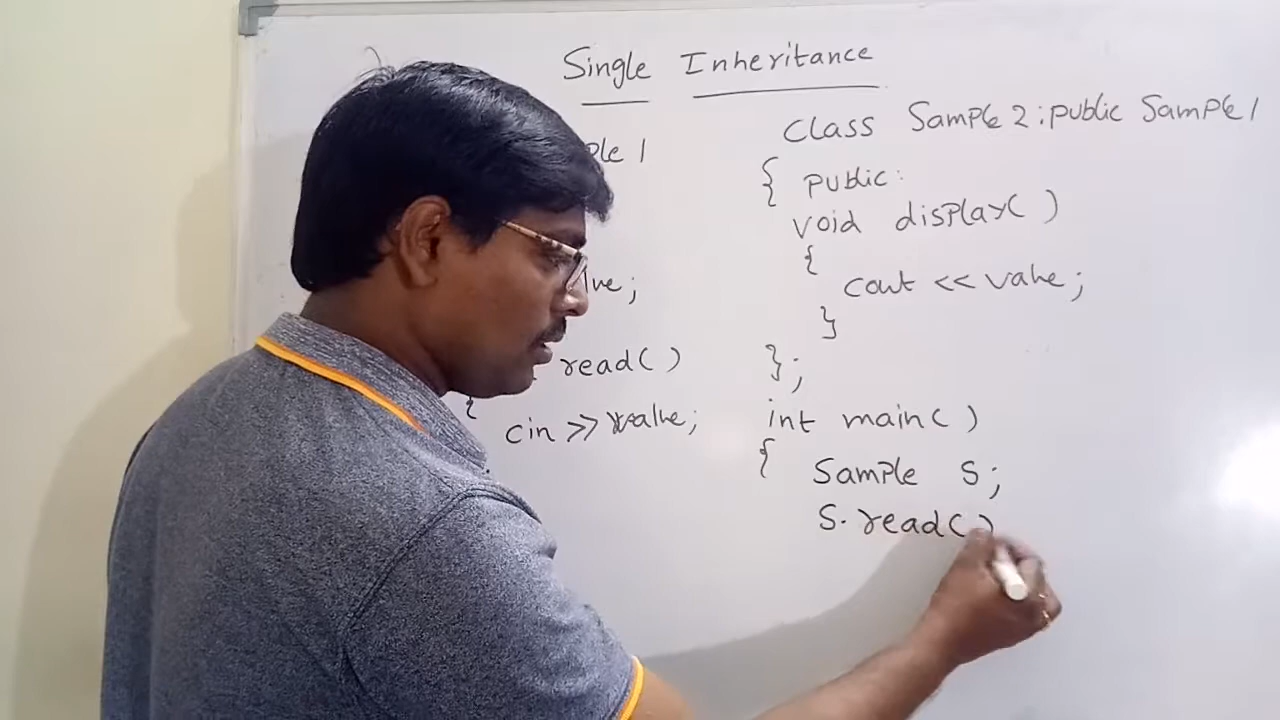 Single Inheritance
ple 1
lue;
read()
{
cin >> value;
Class Sample 2 : public Sample 1
{ public:
void display( )
{
cout << value;
}
};
int main( )
{ Sample S;
S. read()